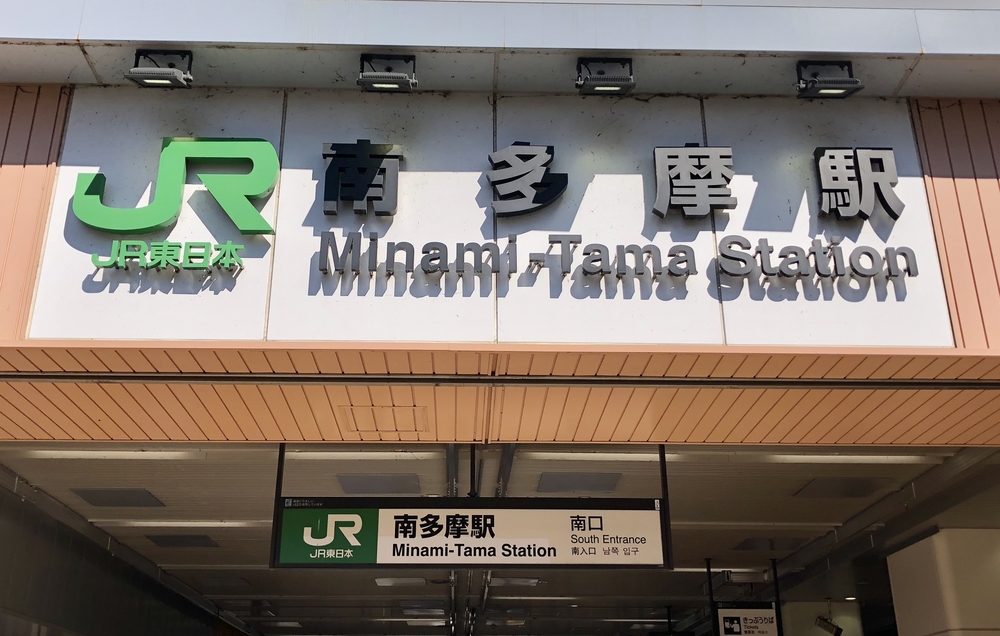 JR 南多摩駅
JR東日本
Minami-Tama Station
JR
JR東日本
南多摩駅
Minami-Tama Station
南口
South Entrance
南入口 남쪽 입구
きっぷうりば
Tickets